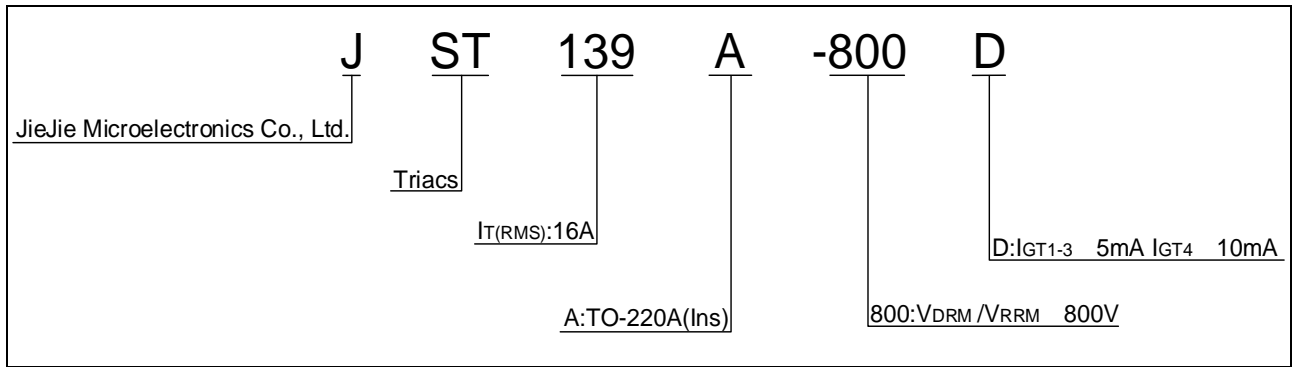 J ST 139 A -800 D
JieJie Microelectronics Co., Ltd.
Triacs
IT(RMS):16A
D:IGT1-3 5mA IGT4 10mA
A:TO-220A(Ins)
800:VDRM /VRRM 800V